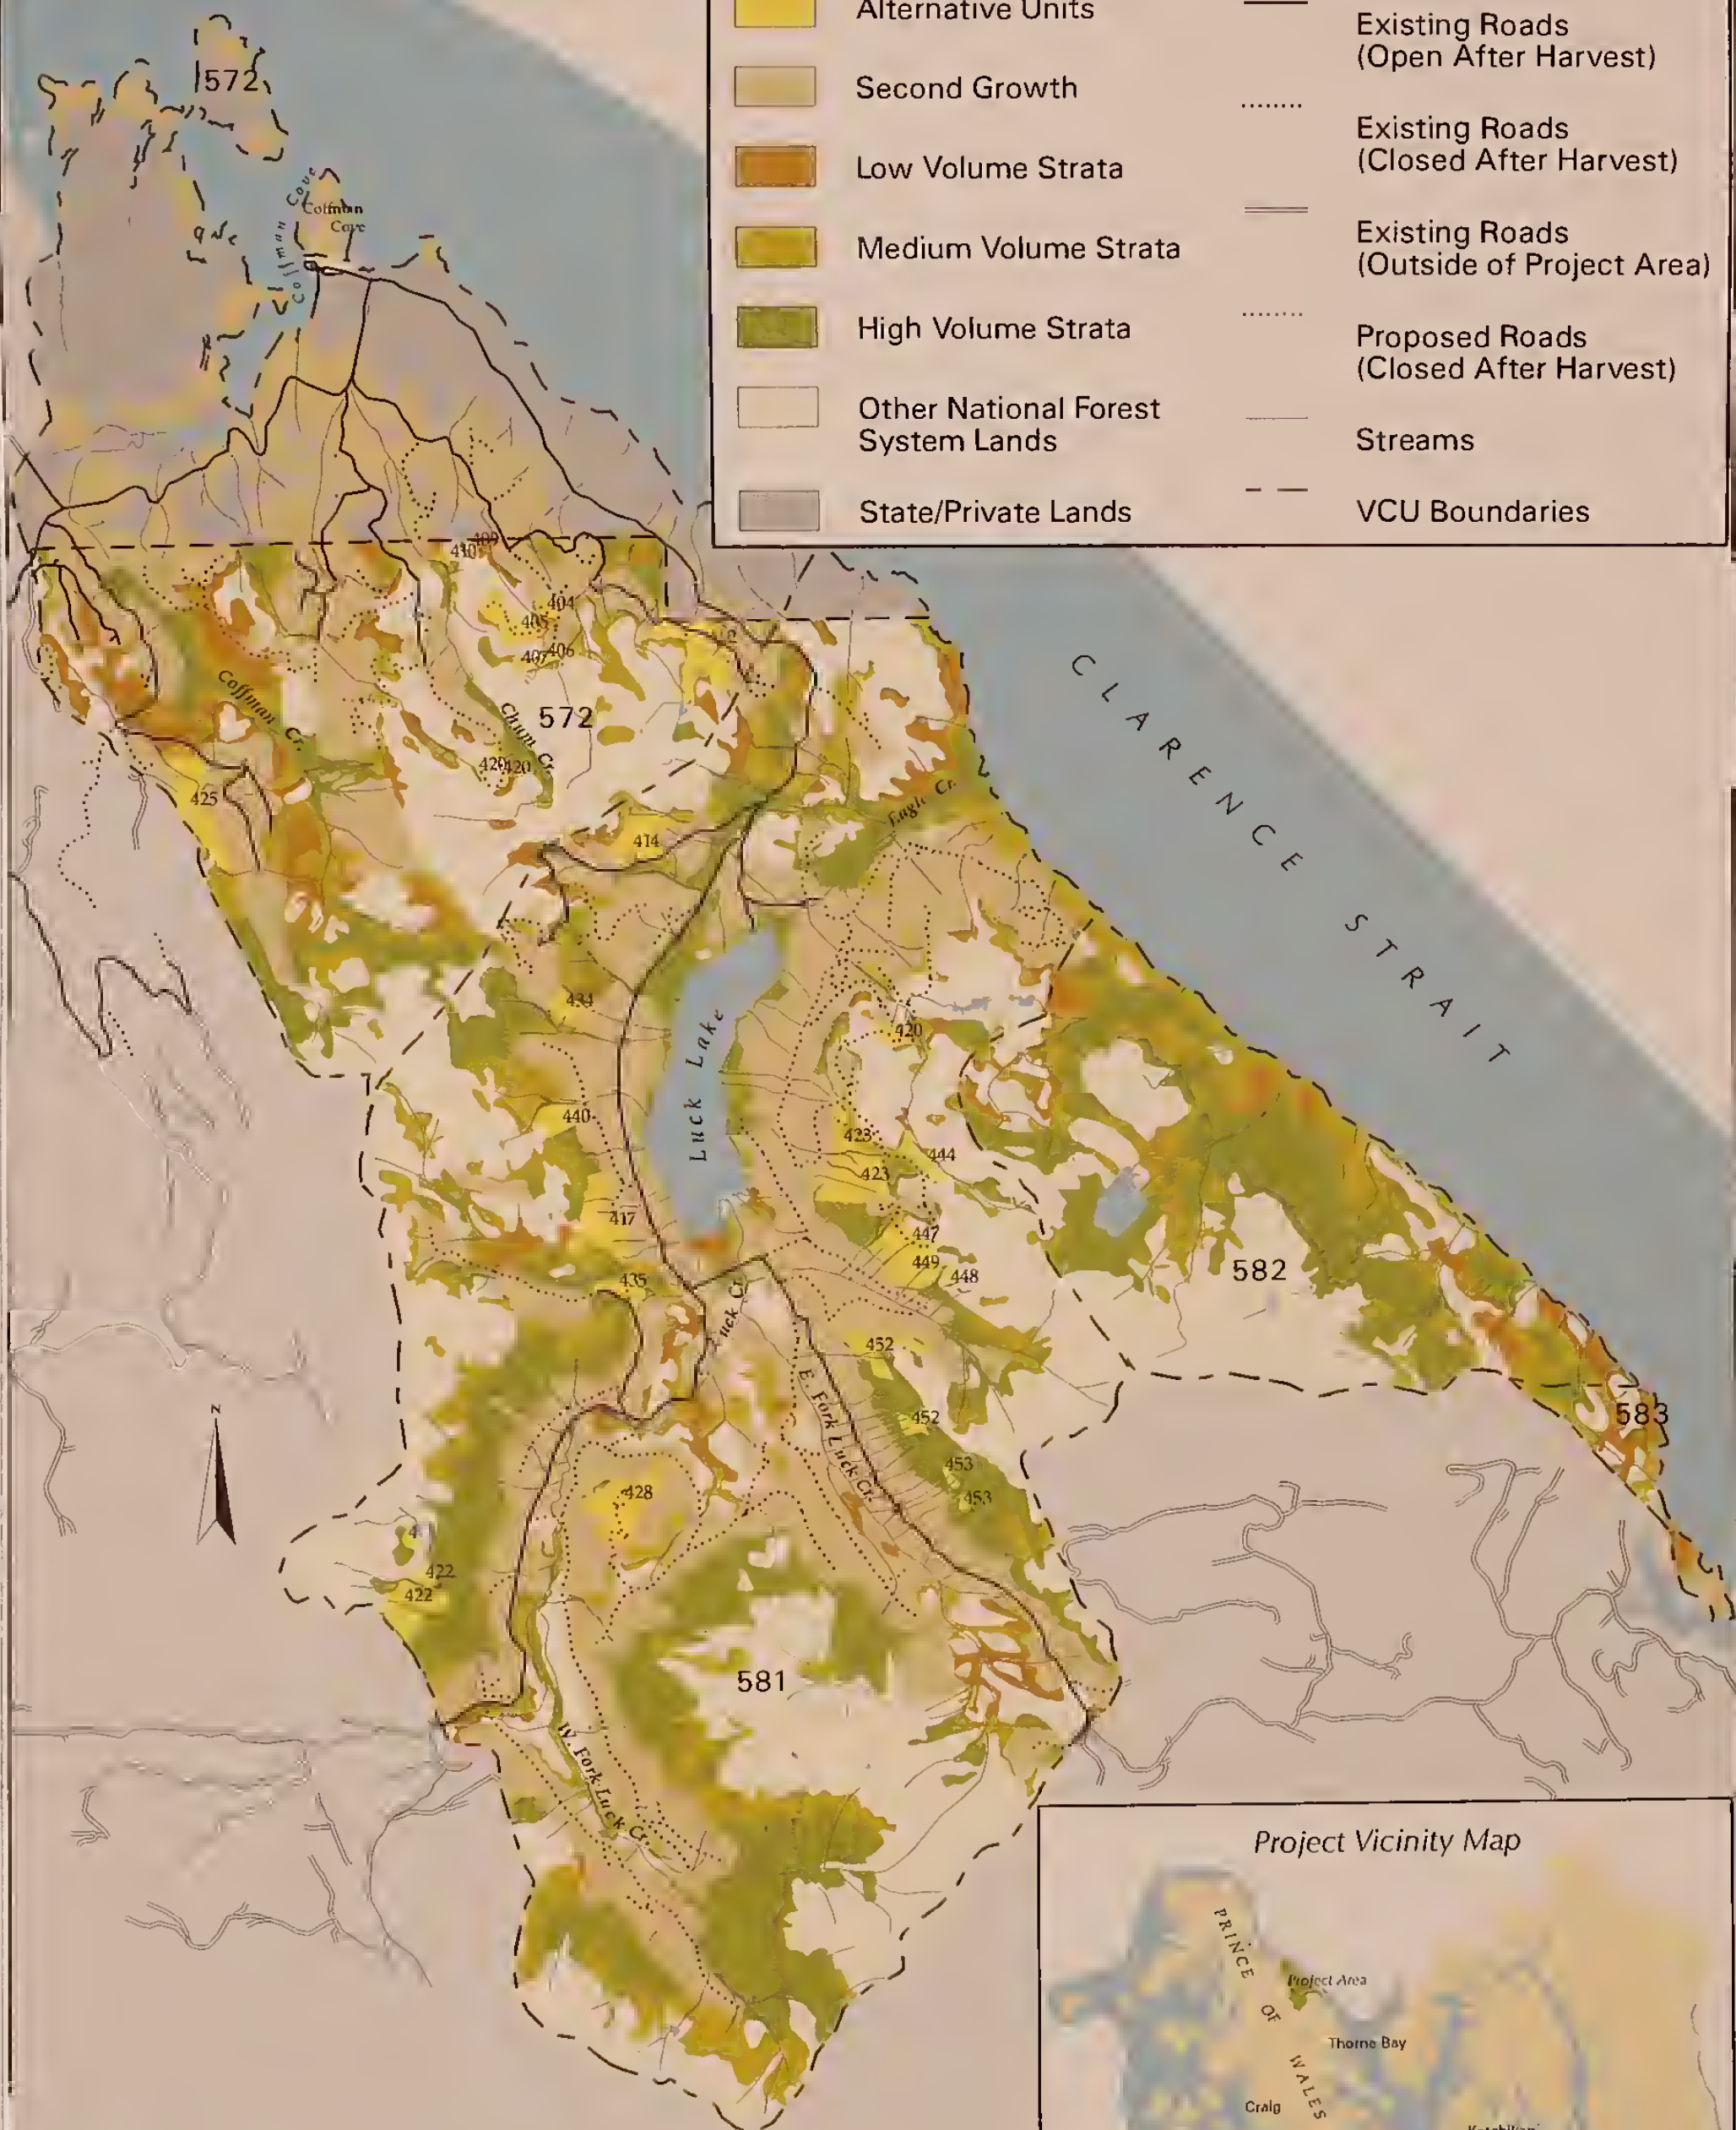 Alternative Units
Second Growth
Low Volume Strata
Medium Volume Strata
High Volume Strata
Other National Forest
System Lands
State/Private Lands
Existing Roads
(Open After Harvest)
Existing Roads
(Closed After Harvest)
Existing Roads
(Outside of Project Area)
Proposed Roads
(Closed After Harvest)
Streams
VCU Boundaries
572
Coffman Cove
Coffman
Cove
409
410
404
405
406
407
Coffman Cr.
Chum Cr.
572
420
420
425
414
Eagle Cr.
CLARENCE STRAIT
434
Luck Lake
420
440
423
444
423
417
447
449
448
435
582
Luck Cr.
452
E. Fork Luck Cr.
452
583
453
453
N
428
422
422
581
W. Fork Luck Cr.
Project Vicinity Map
PRINCE OF WALES
Project Area
Thorne Bay
Craig